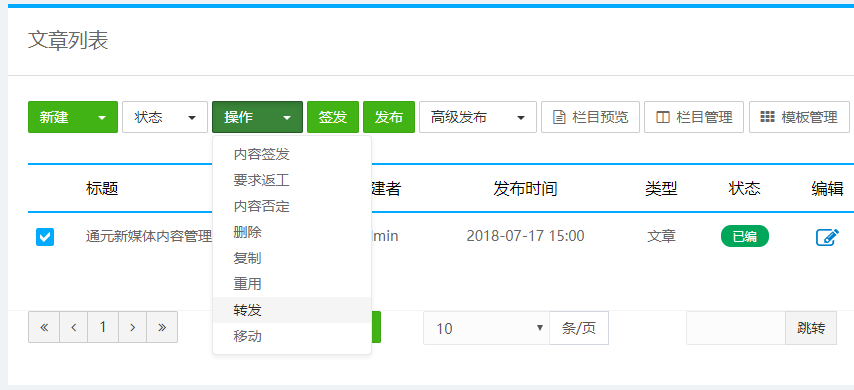 文章列表
新建 状态 操作 签发 发布 高级发布 栏目预览 栏目管理 模板管理
内容签发
要求返工
内容否定
删除
复制
重用
转发
移动
标题 建者 发布时间 类型 状态 编辑
通元新媒体内容管理 dmin 2018-07-17 15:00 文章 已编
« ‹ 1 › » 10 条/页 跳转